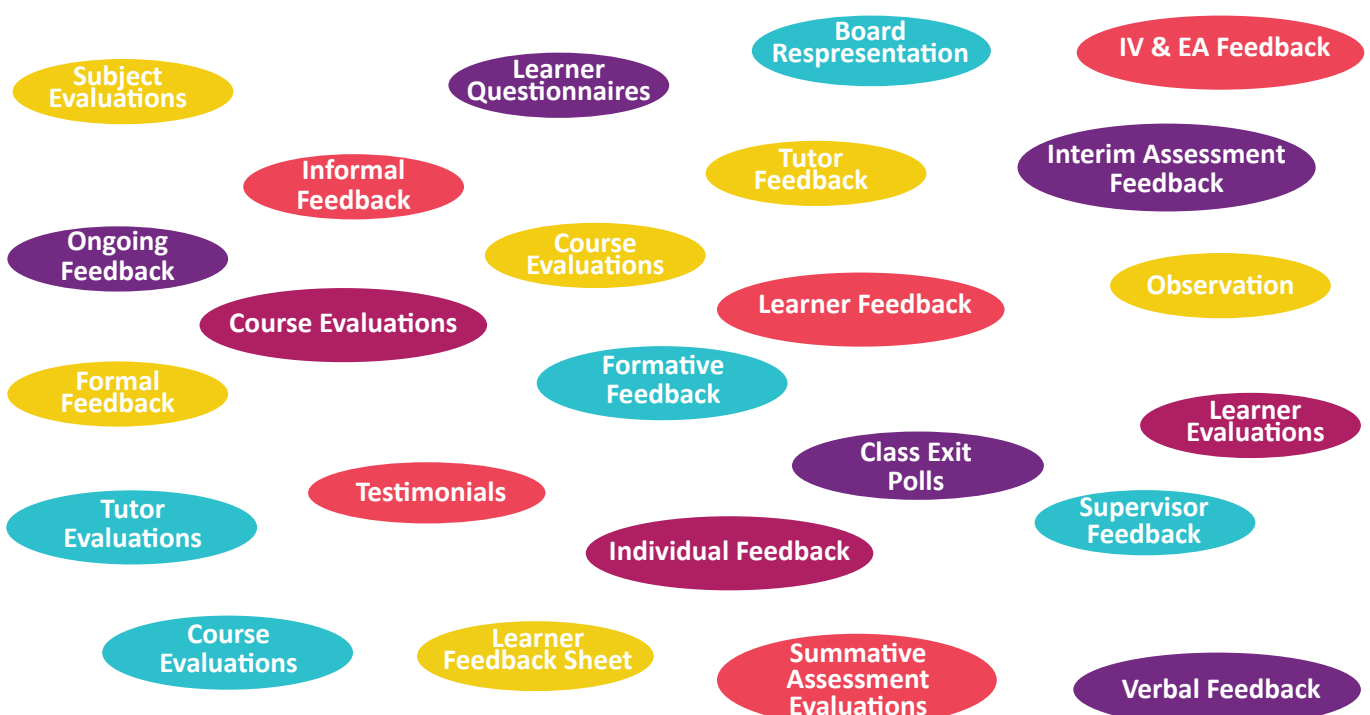 Board
Respresentation
IV & EA Feedback
Subject
Evaluations
Learner
Questionnaires
Informal
Feedback
Tutor
Feedback
Interim Assessment
Feedback
Ongoing
Feedback
Course
Evaluations
Observation
Course Evaluations
Learner Feedback
Formal
Feedback
Formative
Feedback
Learner
Evaluations
Class Exit
Polls
Testimonials
Tutor
Evaluations
Supervisor
Feedback
Individual Feedback
Course
Evaluations
Learner
Feedback Sheet
Summative
Assessment
Evaluations
Verbal Feedback